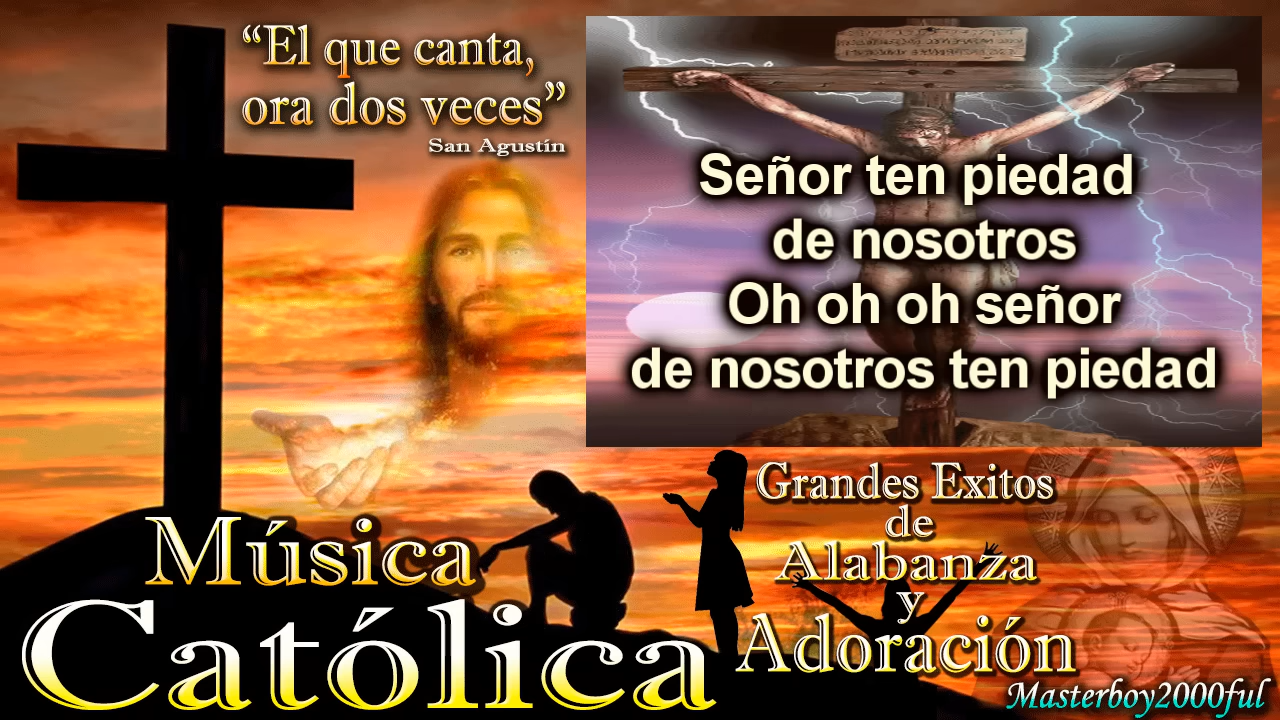 “El que canta,
ora dos veces”
San Agustín
Señor ten piedad
de nosotros
Oh oh oh señor
de nosotros ten piedad
Música
Católica
Grandes Exitos
de
Alabanza
y
Adoración
Masterboy2000ful